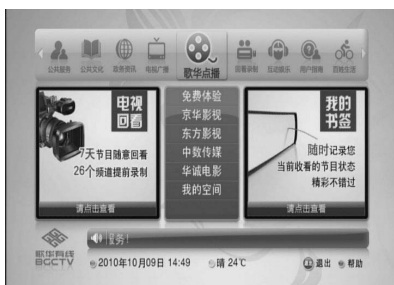 公共服务 公共文化 政务资讯 电视广播 歌华点播 回看录制 互动娱乐 用户指南 百姓生活
电视
回看
7天节目随意回看
26个频道提前录制
请点击查看
免费体验
京华影视
东方影视
中数传媒
华诚电影
我的空间
我的
书签
随时记录您
当前收看的节目状态
精彩不错过
请点击查看
服务!
歌华有线
BGCTV
2010年10月09日 14:49 晴 24℃ 退出 帮助